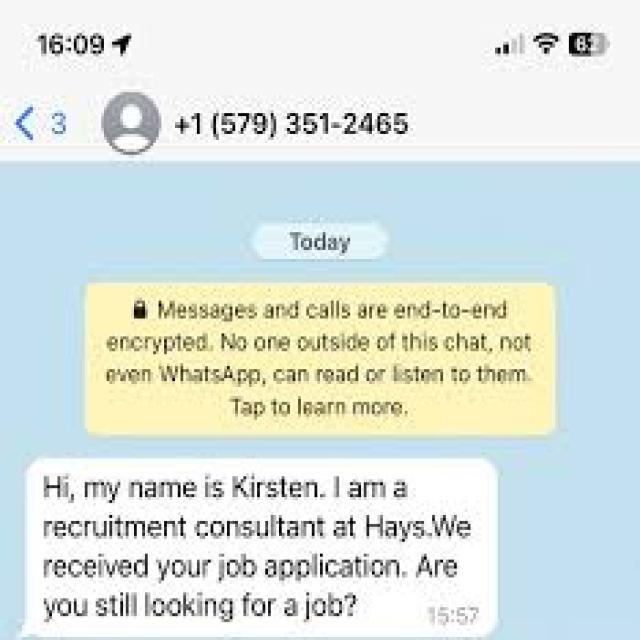 16:09
3
+1 (579) 351-2465
Today
Messages and calls are end-to-end
encrypted. No one outside of this chat, not
even WhatsApp, can read or listen to them.
Tap to learn more.
Hi, my name is Kirsten. I am a
recruitment consultant at Hays.We
received your job application. Are
you still looking for a job?
15:57